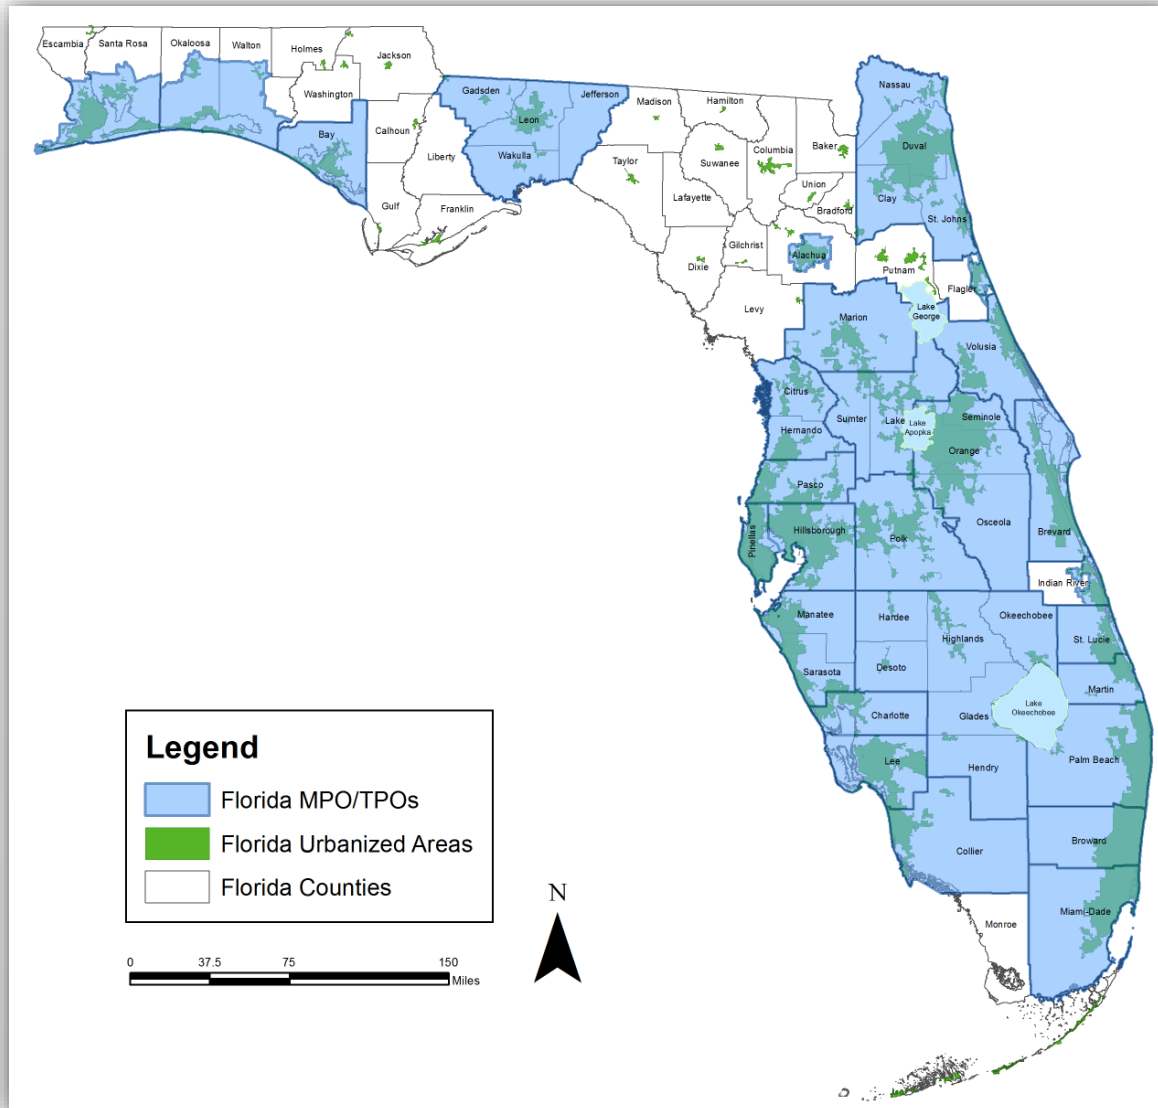 Escambia
Santa Rosa
Okaloosa
Walton
Holmes
Jackson
Washington
Bay
Calhoun
Liberty
Gulf
Franklin
Gadsden
Leon
Jefferson
Wakulla
Madison
Hamilton
Taylor
Suwanee
Columbia
Baker
Lafayette
Union
Bradford
Gilchrist
Dixie
Alachua
Levy
Nassau
Duval
Clay
St. Johns
Putnam
Flagler
Lake
George
Marion
Volusia
Citrus
Sumter
Lake
Lake
Apopka
Seminole
Hernando
Orange
Pasco
Osceola
Brevard
Pinellas
Hillsborough
Polk
Indian River
Manatee
Hardee
Highlands
Okeechobee
St. Lucie
Sarasota
Desoto
Martin
Charlotte
Glades
Lake
Okeechobee
Lee
Hendry
Palm Beach
Collier
Broward
Monroe
Miami-Dade
Legend
Florida MPO/TPOs
Florida Urbanized Areas
Florida Counties
0 37.5 75 150
Miles
N